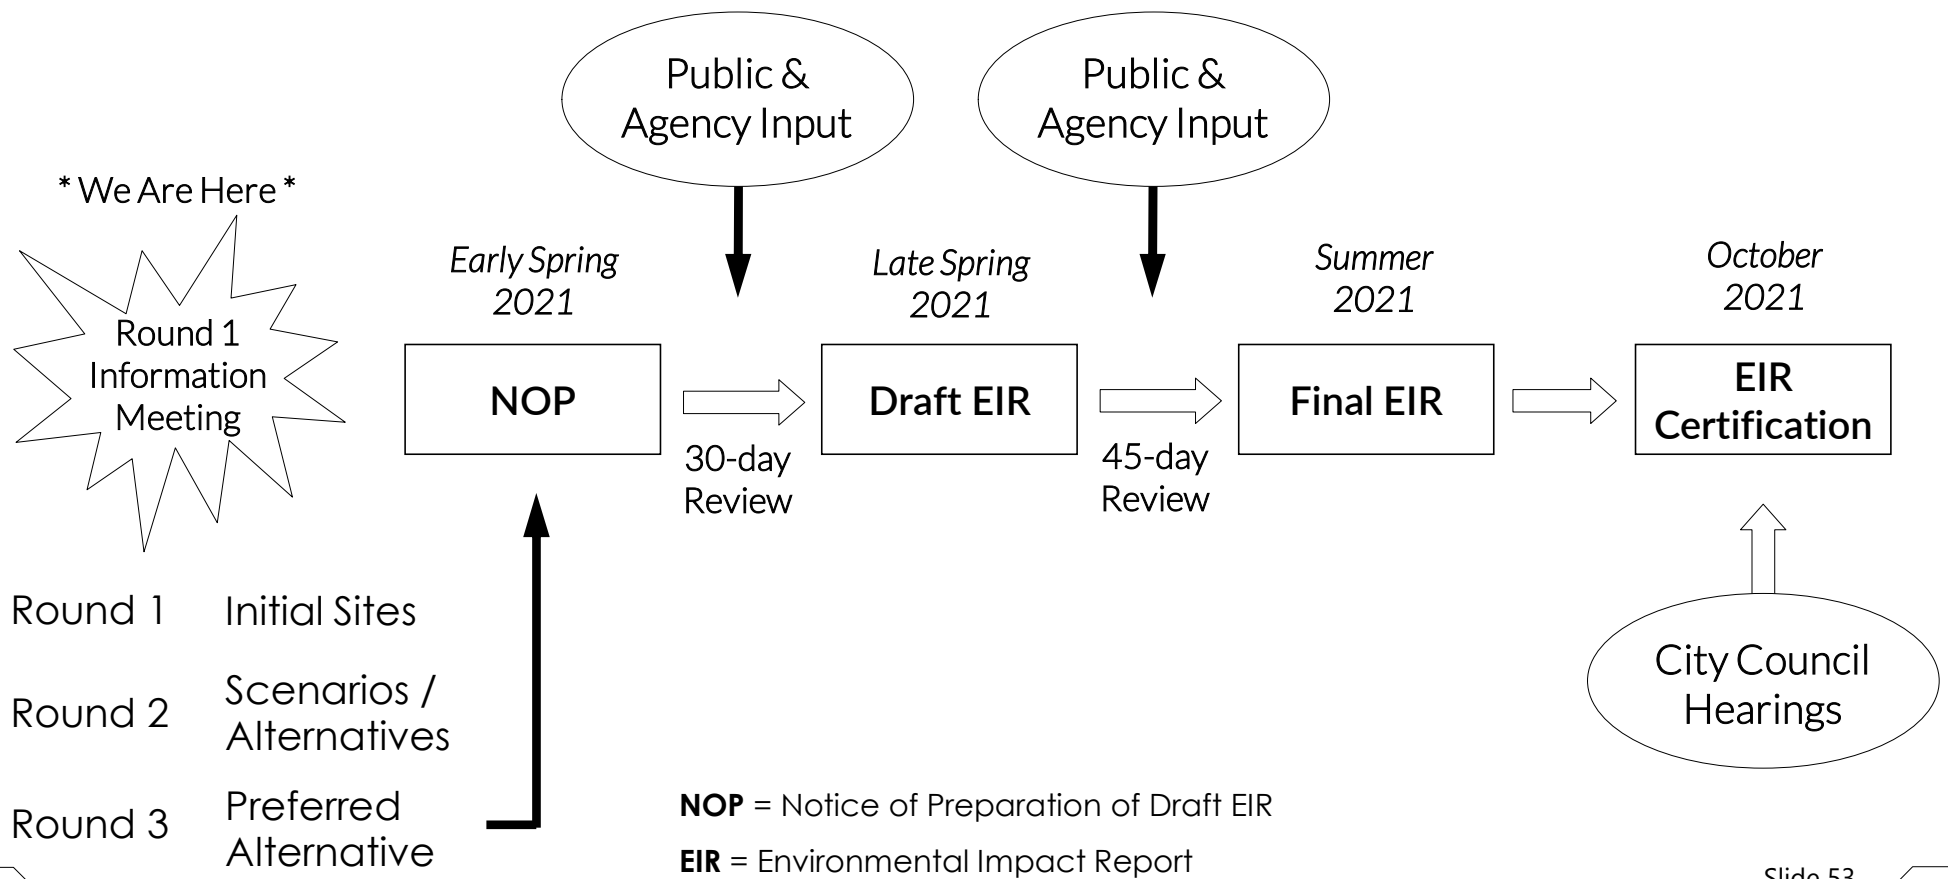 Public &
Agency Input
Public &
Agency Input
* We Are Here *
Round 1
Information
Meeting
Early Spring
2021
NOP
30-day
Review
Late Spring
2021
Draft EIR
45-day
Review
Summer
2021
Final EIR
October
2021
EIR
Certification
City Council
Hearings
Round 1 Initial Sites
Round 2 Scenarios /
Alternatives
Round 3 Preferred
Alternative
NOP = Notice of Preparation of Draft EIR
EIR = Environmental Impact Report
Slide 53